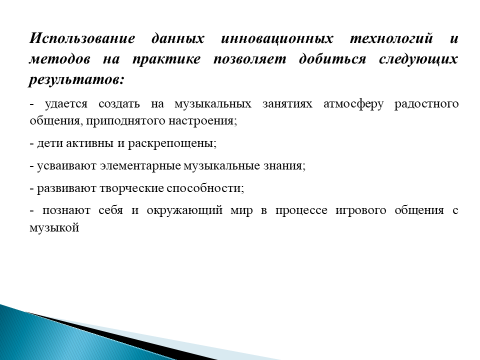 Использование данных инновационных технологий и
методов на практике позволяет добиться следующих
результатов:
- удается создать на музыкальных занятиях атмосферу радостного
общения, приподнятого настроения;
- дети активны и раскрепощены;
- усваивают элементарные музыкальные знания;
- развивают творческие способности;
- познают себя и окружающий мир в процессе игрового общения с
музыкой